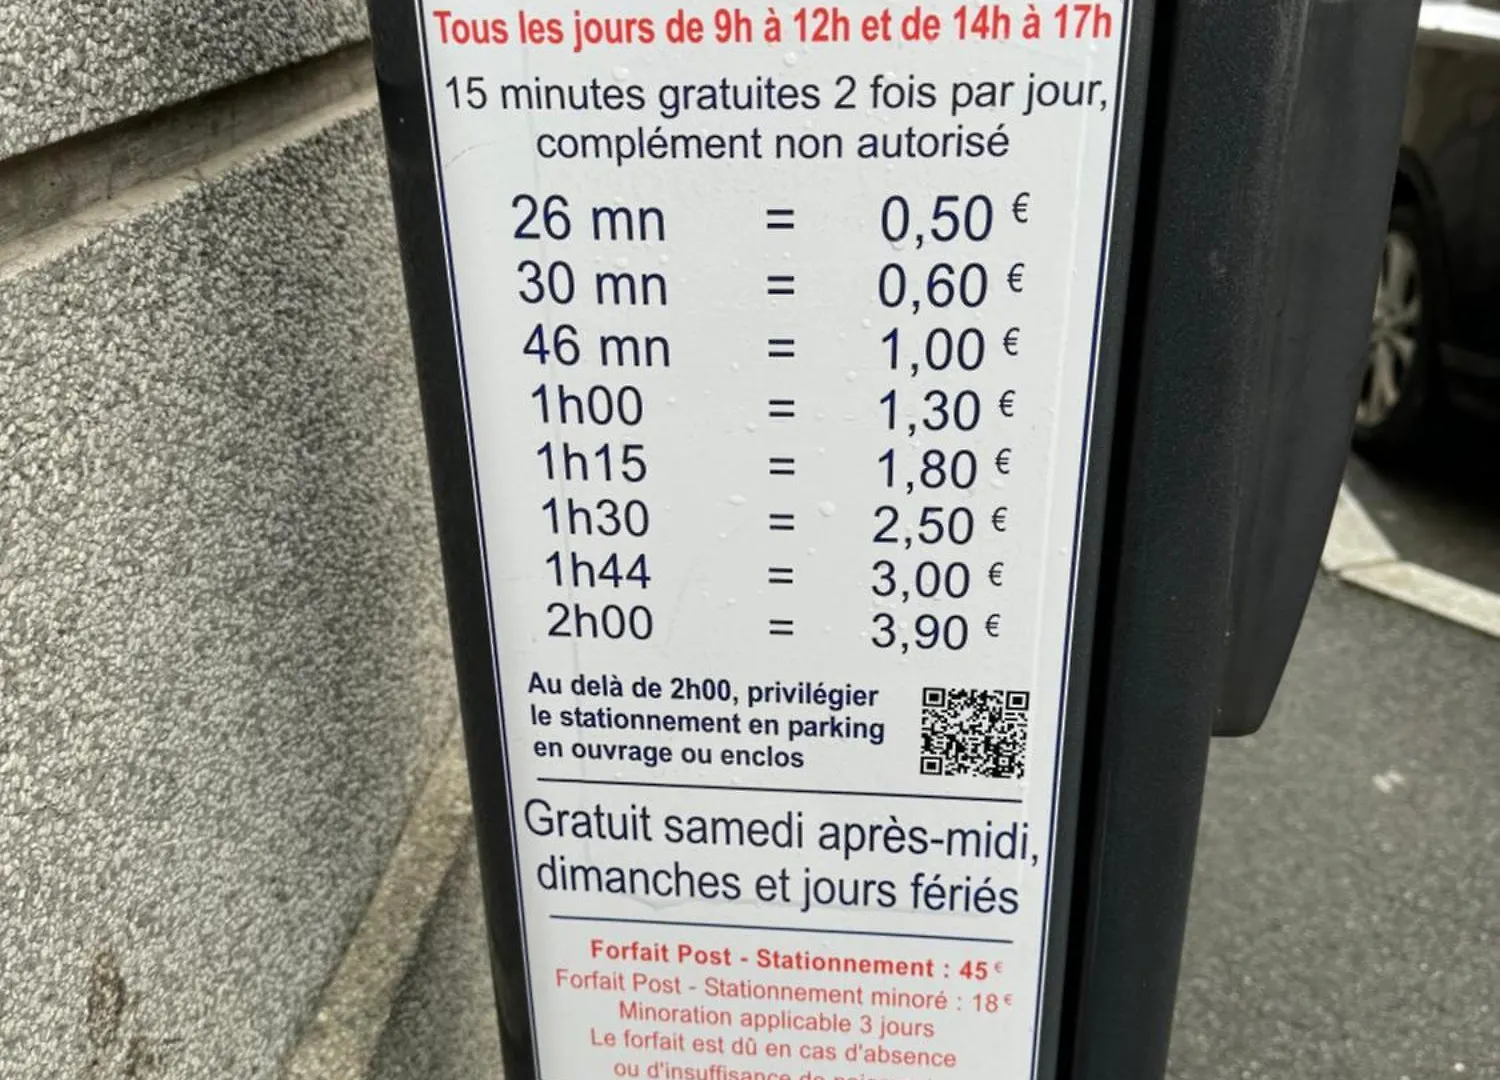 Tous les jours de 9h à 12h et de 14h à 17h
15 minutes gratuites 2 fois par jour,
complément non autorisé
26 mn = 0,50 €
30 mn = 0,60 €
46 mn = 1,00 €
1h00 = 1,30 €
1h15 = 1,80 €
1h30 = 2,50 €
1h44 = 3,00 €
2h00 = 3,90 €
Au delà de 2h00, privilégier
le stationnement en parking
en ouvrage ou enclos
Gratuit samedi après-midi,
dimanches et jours fériés
Forfait Post - Stationnement : 45 €
Forfait Post - Stationnement minoré : 18 €
Minoration applicable 3 jours
Le forfait est dû en cas d'absence
ou d'insuffisance de